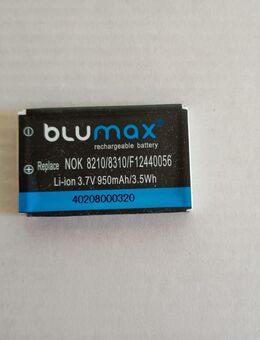 blumax
rechargeable battery
Replace NOK 8210/8310/F12440056
Li-ion 3.7V 950mAh/3.5Wh
40208000320